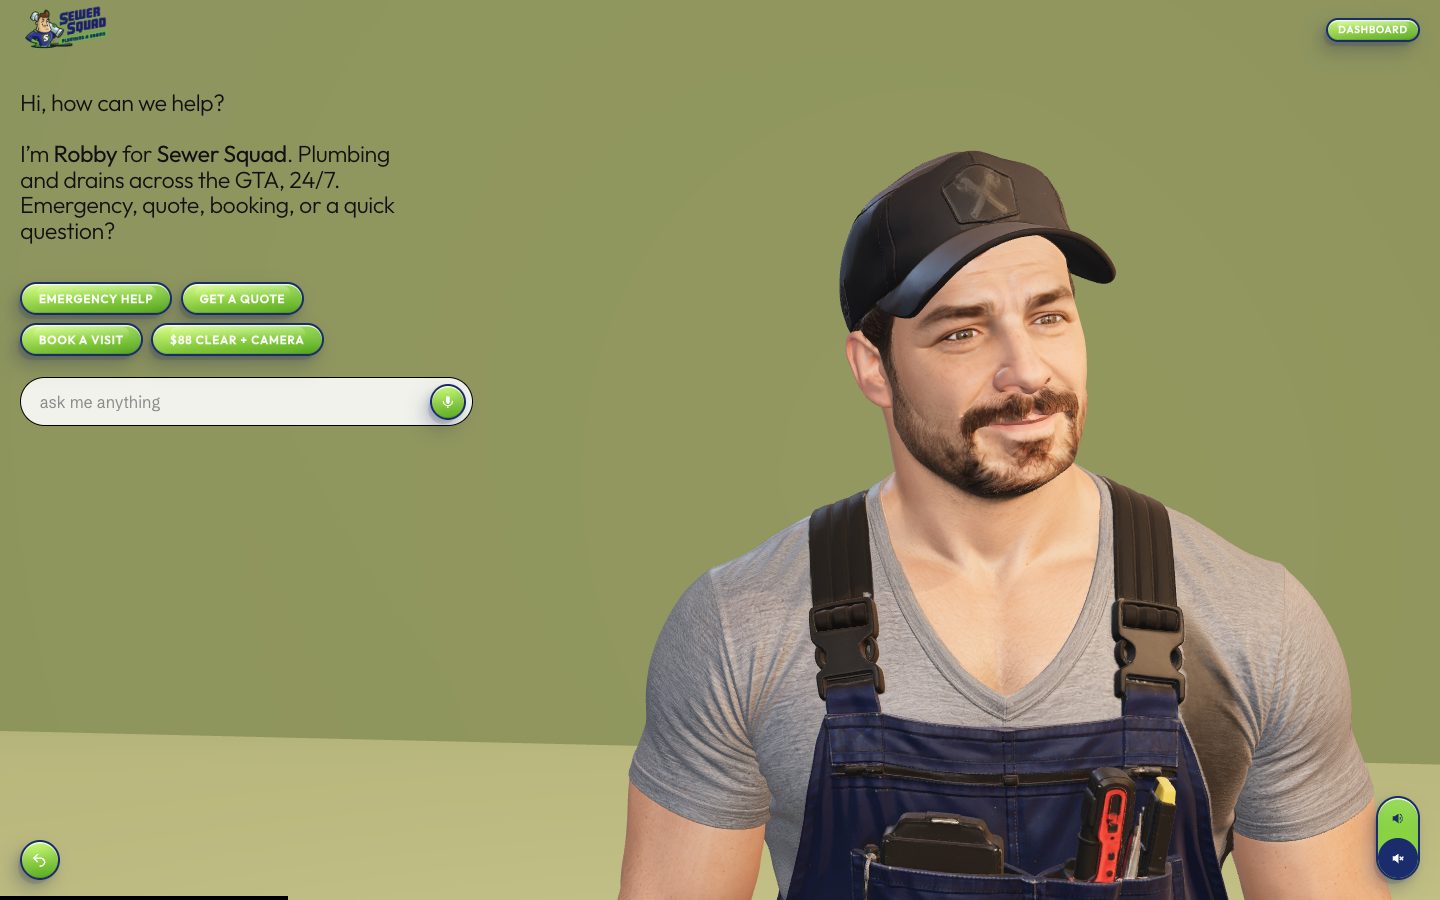 SEWER
SQUAD
PLUMBING & DRAINS
DASHBOARD
Hi, how can we help?
I'm Robby for Sewer Squad. Plumbing
and drains across the GTA, 24/7.
Emergency, quote, booking, or a quick
question?
EMERGENCY HELP
GET A QUOTE
BOOK A VISIT
$88 CLEAR + CAMERA
ask me anything